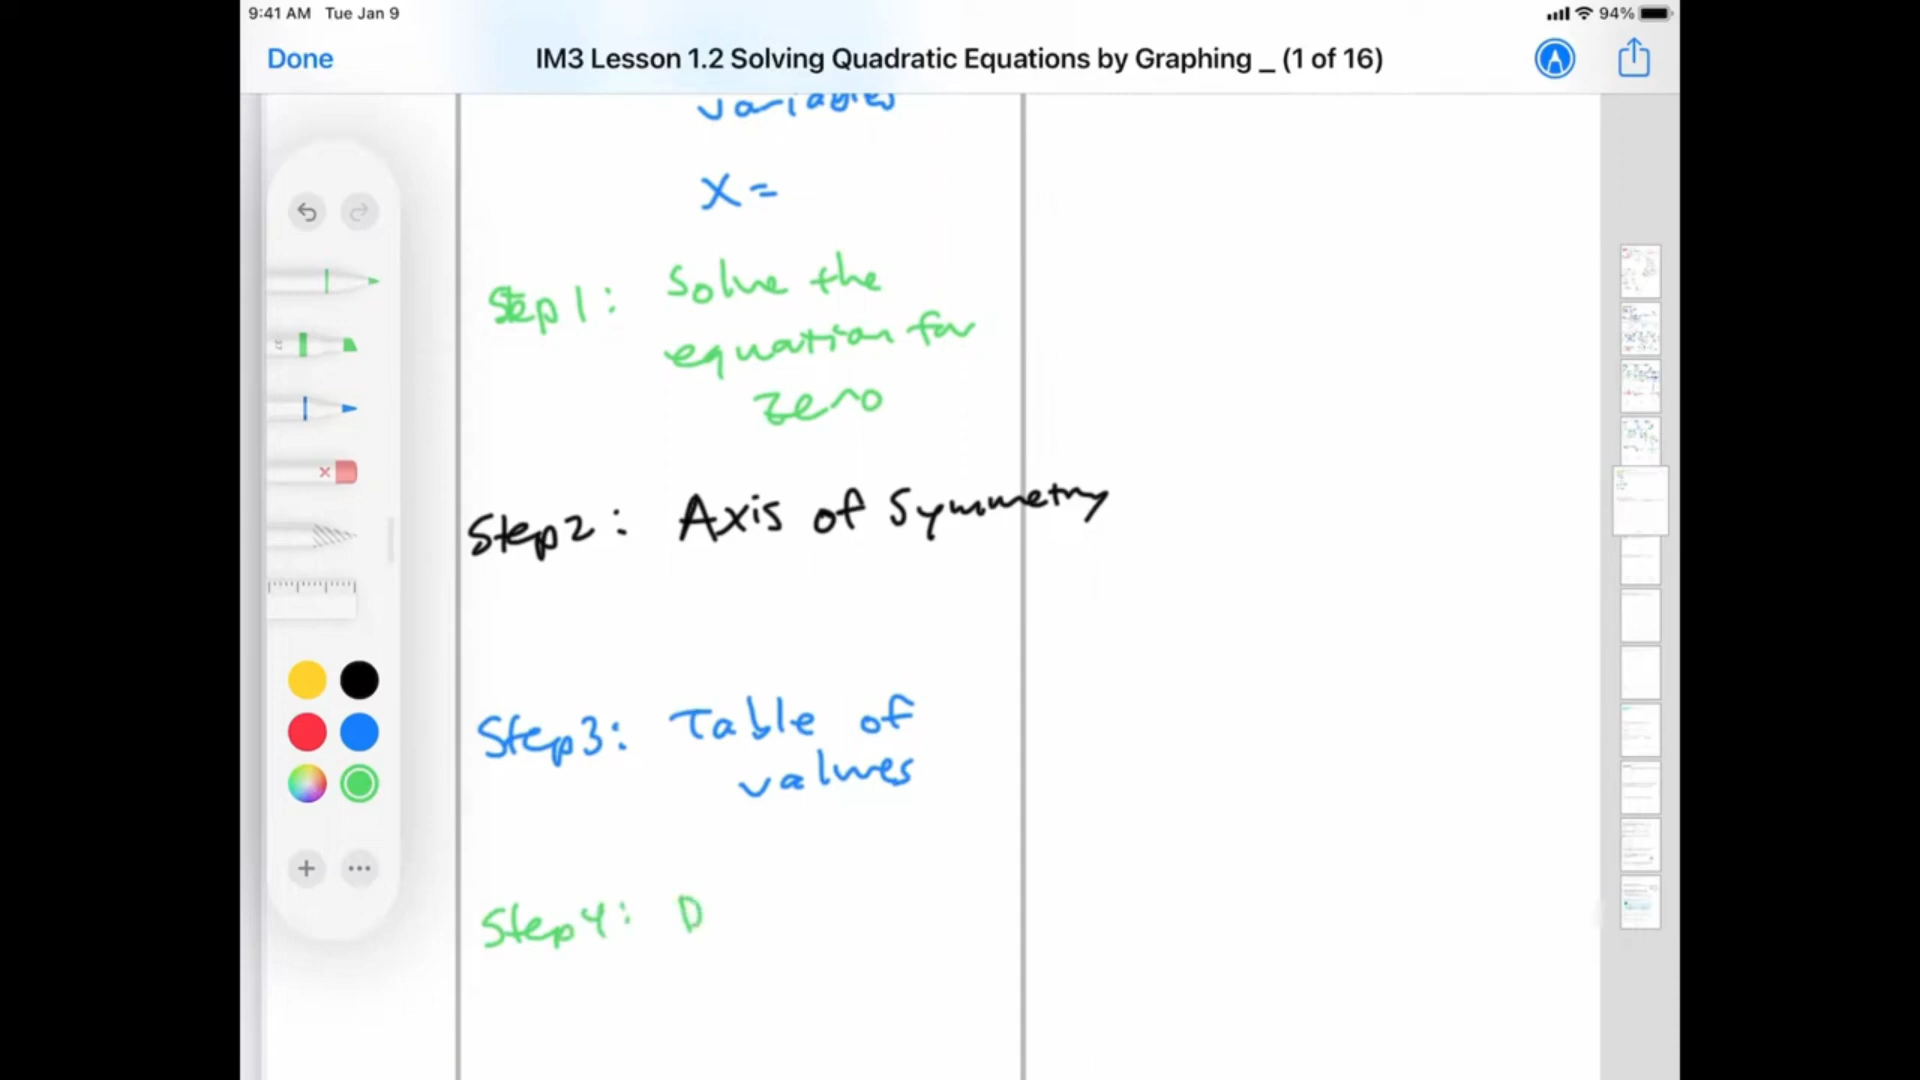 9:41 AM Tue Jan 9
94%
Done
IM3 Lesson 1.2 Solving Quadratic Equations by Graphing _ (1 of 16)
variables
x =
Step 1: Solve the
equation for
zero
Step 2: Axis of Symmetry
Step 3: Table of
values
Step 4: D